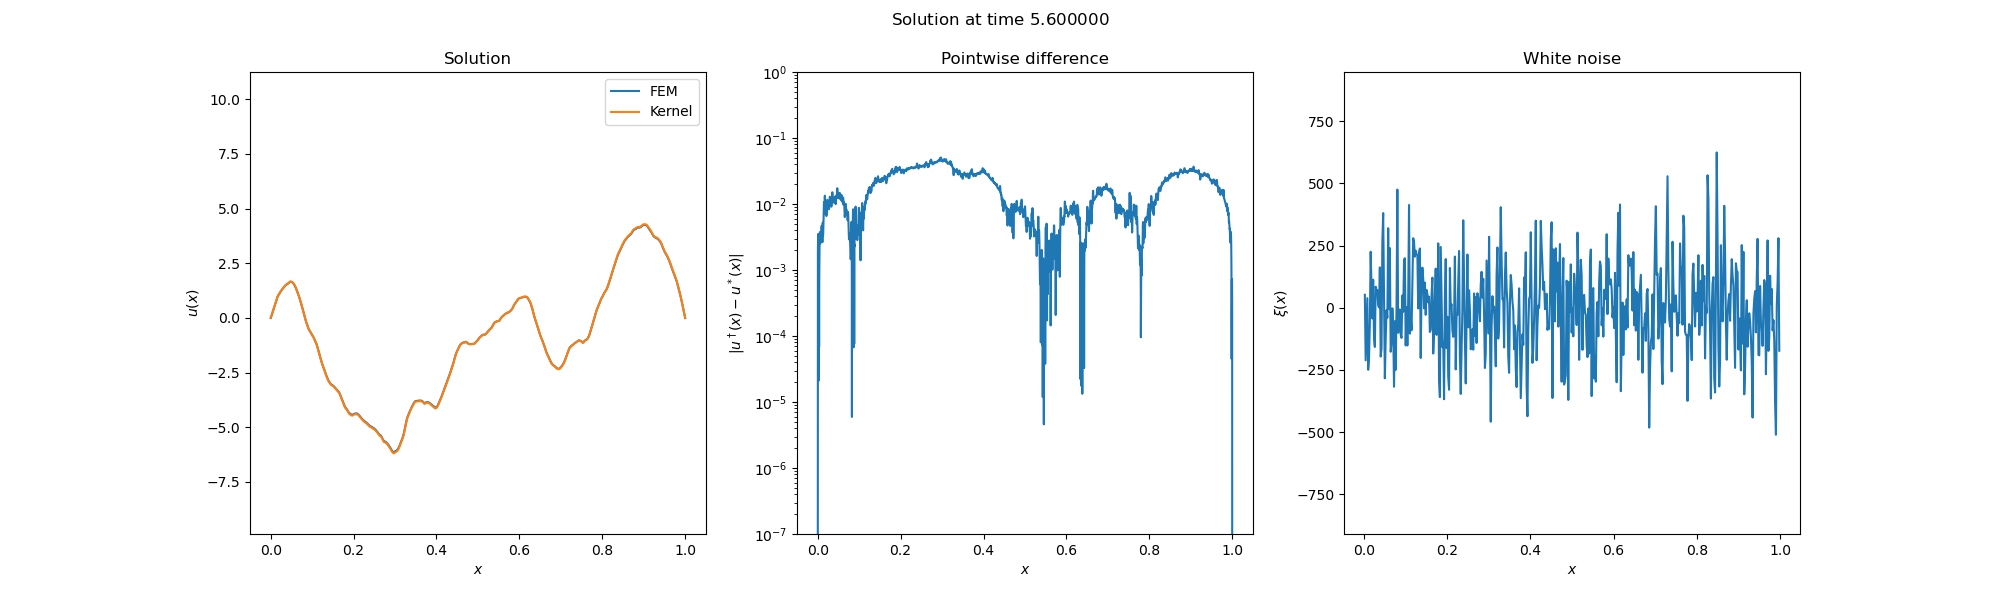 Solution at time 5.600000
Solution
10.0
7.5
5.0
2.5
0.0
−2.5
−5.0
−7.5
u(x)
0.0 0.2 0.4 0.6 0.8 1.0
x
FEM
Kernel
Pointwise difference
10⁰
10⁻¹
10⁻²
10⁻³
10⁻⁴
10⁻⁵
10⁻⁶
10⁻⁷
|u†(x) − u*(x)|
0.0 0.2 0.4 0.6 0.8 1.0
x
White noise
750
500
250
0
−250
−500
−750
ξ(x)
0.0 0.2 0.4 0.6 0.8 1.0
x